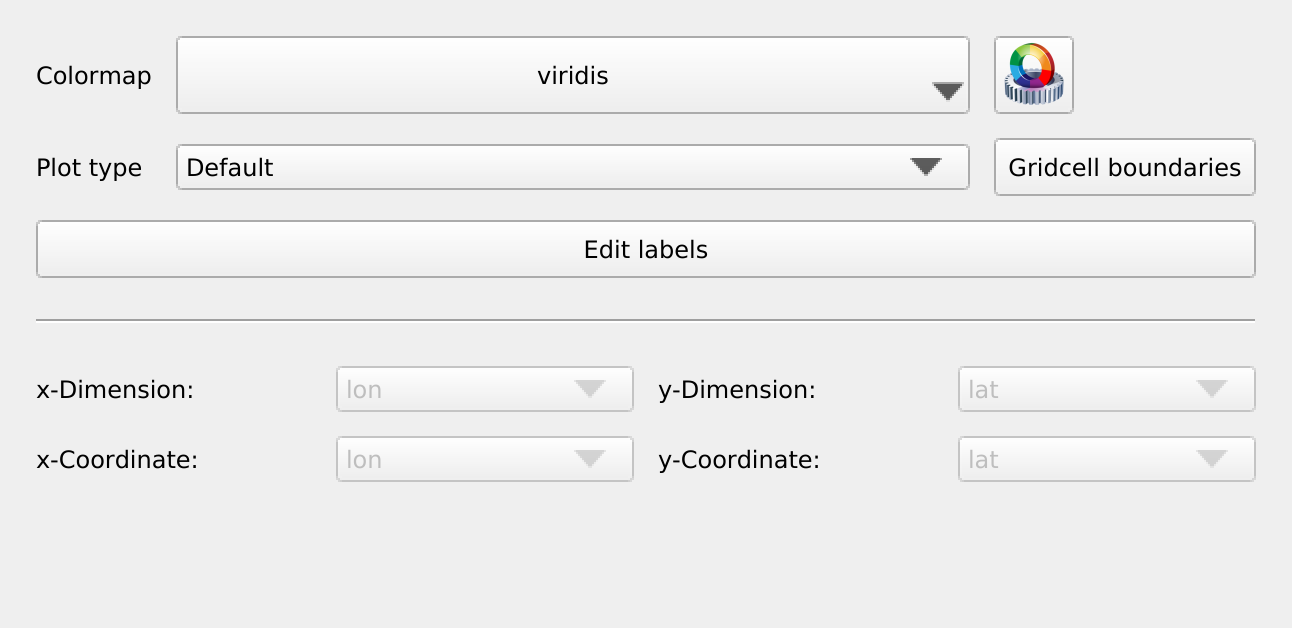 Colormap viridis
Plot type Default Gridcell boundaries
Edit labels
x-Dimension: lon y-Dimension: lat
x-Coordinate: lon y-Coordinate: lat